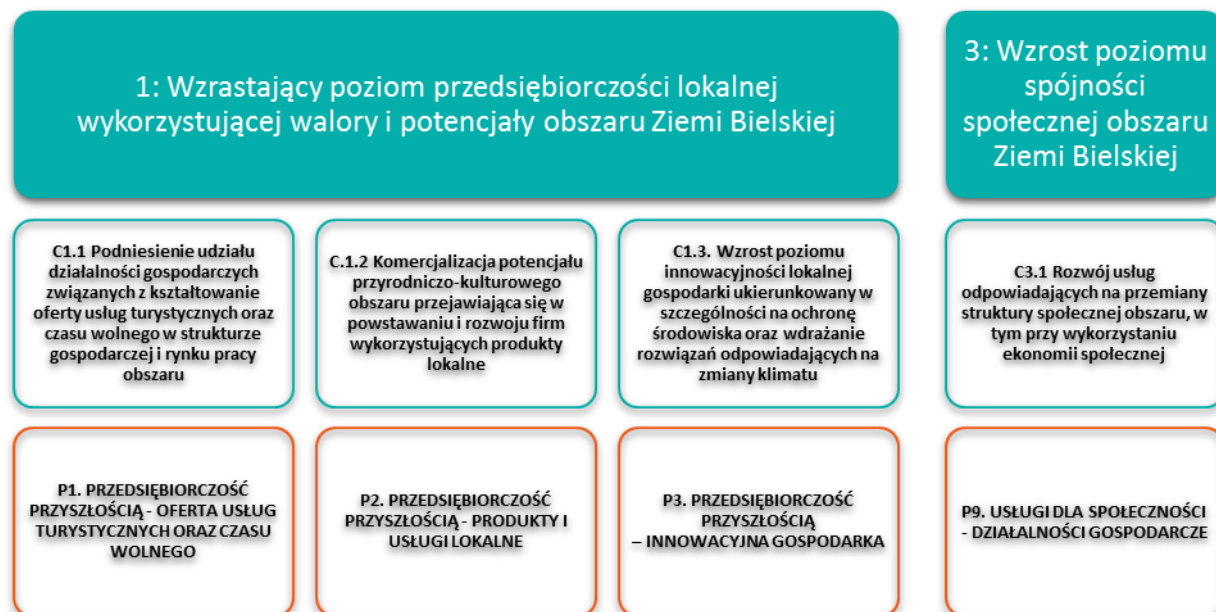 1: Wzrastający poziom przedsiębiorczości lokalnej
wykorzystującej walory i potencjały obszaru Ziemi Bielskiej
3: Wzrost poziomu
spójności
społecznej obszaru
Ziemi Bielskiej
C1.1 Podniesienie udziału
działalności gospodarczych
związanych z kształtowanie
oferty usług turystycznych oraz
czasu wolnego w strukturze
gospodarczej i rynku pracy
obszaru
C.1.2 Komercjalizacja potencjału
przyrodniczo-kulturowego
obszaru przejawiająca się w
powstawaniu i rozwoju firm
wykorzystujących produkty
lokalne
C1.3. Wzrost poziomu
innowacyjności lokalnej
gospodarki ukierunkowany w
szczególności na ochronę
środowiska oraz wdrażanie
rozwiązań odpowiadających na
zmiany klimatu
C3.1 Rozwój usług
odpowiadających na przemiany
struktury społecznej obszaru, w
tym przy wykorzystaniu
ekonomii społecznej
P1. PRZEDSIĘBIORCZOŚĆ
PRZYSZŁOŚCIĄ - OFERTA USŁUG
TURYSTYCZNYCH ORAZ CZASU
WOLNEGO
P2. PRZEDSIĘBIORCZOŚĆ
PRZYSZŁOŚCIĄ - PRODUKTY I
USŁUGI LOKALNE
P3. PRZEDSIĘBIORCZOŚĆ
PRZYSZŁOŚCIĄ
– INNOWACYJNA GOSPODARKA
P9. USŁUGI DLA SPOŁECZNOŚCI
- DZIAŁALNOŚCI GOSPODARCZE